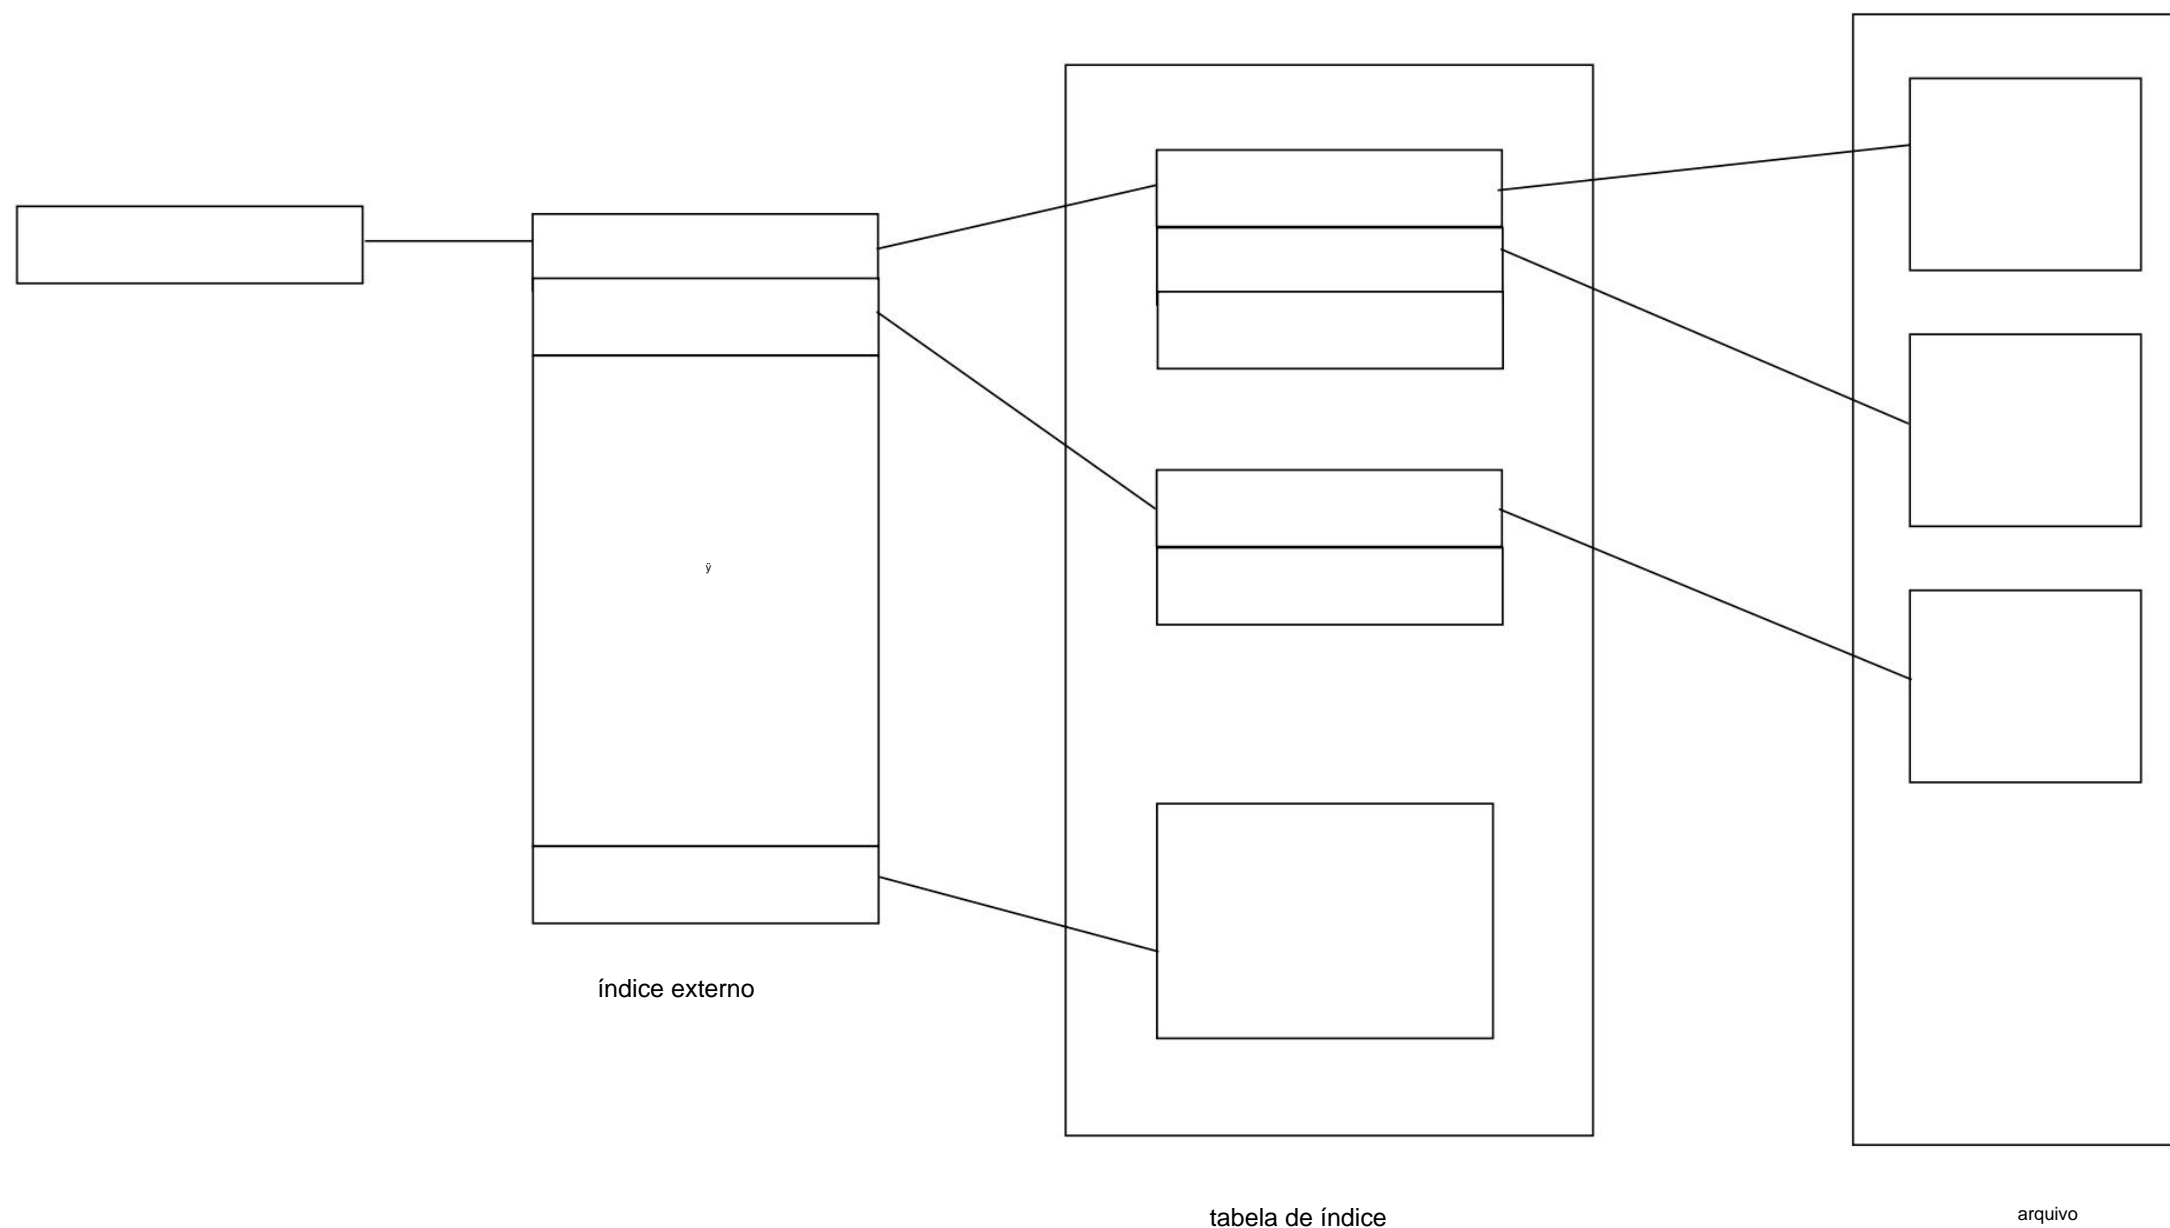 ÿ
índice externo
tabela de índice
arquivo